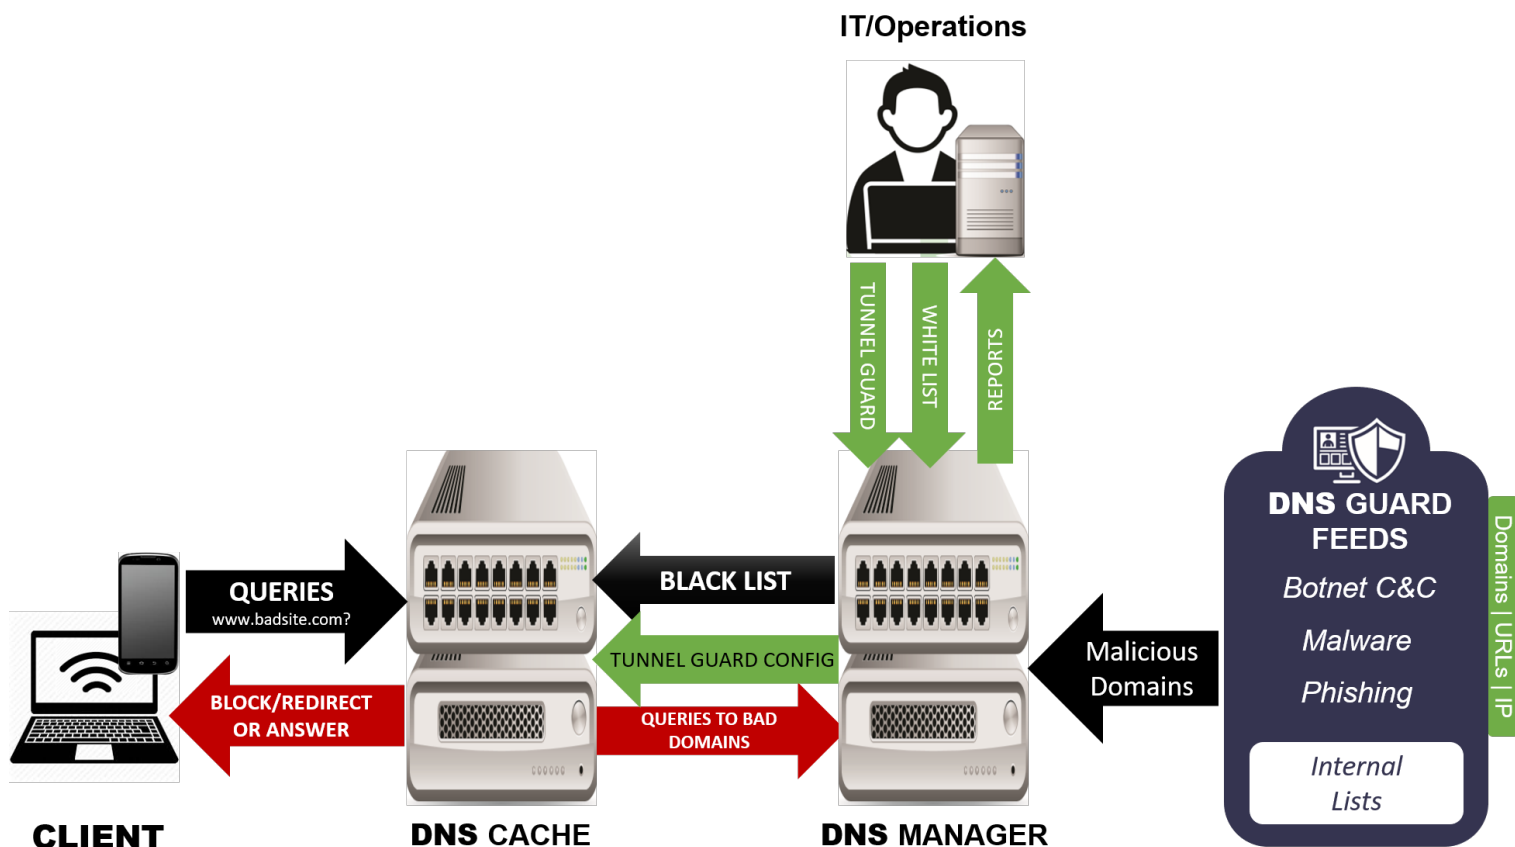 IT/Operations
TUNNEL GUARD
WHITE LIST
REPORTS
QUERIES
www.badsite.com?
BLOCK/REDIRECT
OR ANSWER
BLACK LIST
TUNNEL GUARD CONFIG
QUERIES TO BAD
DOMAINS
Malicious
Domains
DNS GUARD
FEEDS
Botnet C&C
Malware
Phishing
Internal
Lists
Domains | URLs | IP
CLIENT
DNS CACHE
DNS MANAGER